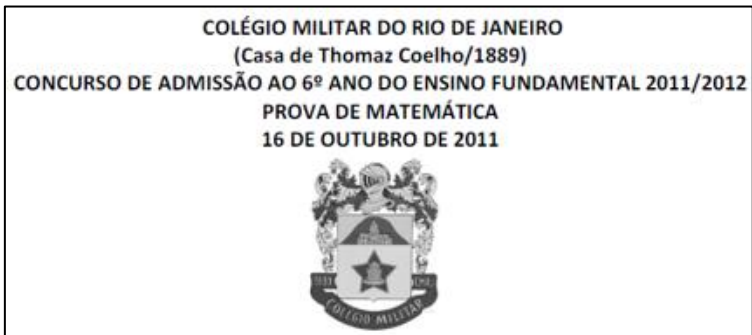 COLÉGIO MILITAR DO RIO DE JANEIRO
(Casa de Thomaz Coelho/1889)
CONCURSO DE ADMISSÃO AO 6º ANO DO ENSINO FUNDAMENTAL 2011/2012
PROVA DE MATEMÁTICA
16 DE OUTUBRO DE 2011
COLÉGIO MILITAR